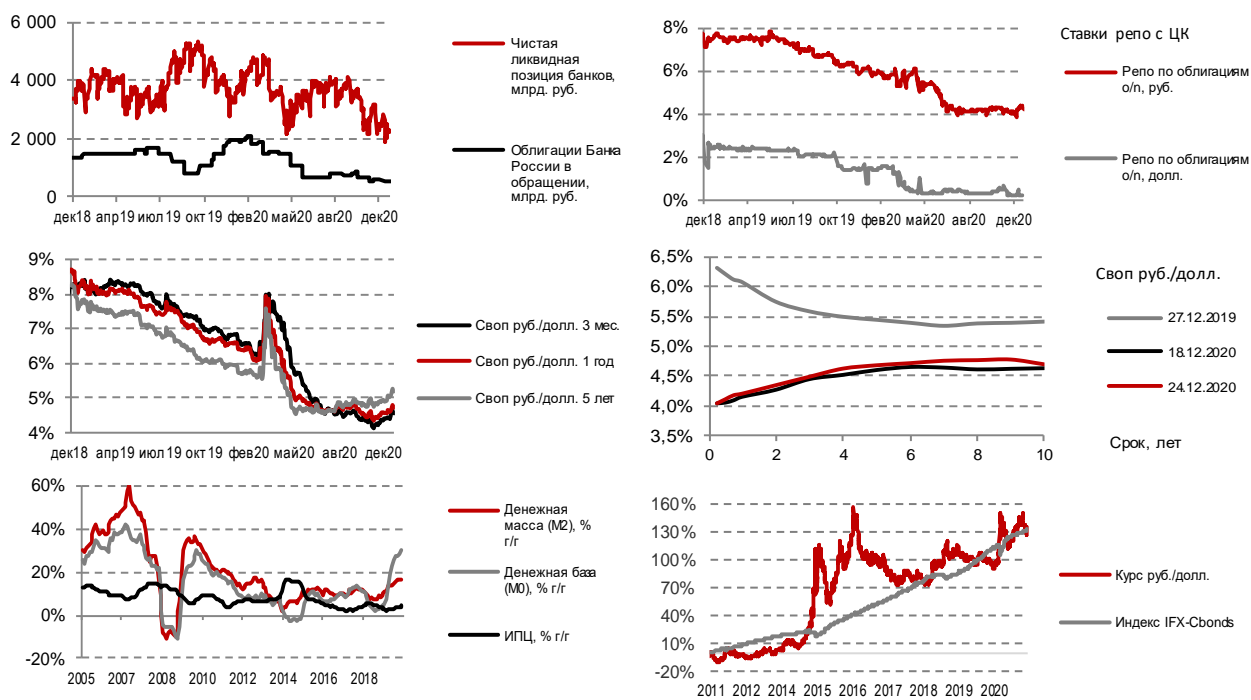 6 000
4 000
2 000
0
дек18 апр19 июл19 окт19 фев20 май20 авг20 дек20
Чистая
ликвидная
позиция банков,
млрд. руб.
Облигации Банка
России в
обращении,
млрд. руб.
8%
6%
4%
2%
0%
дек18 апр19 июл19 окт19 фев20 май20 авг20 дек20
Ставки репо с ЦК
Репо по облигациям
o/n, руб.
Репо по облигациям
o/n, долл.
9%
8%
7%
6%
5%
4%
дек18 апр19 июл19 окт19 фев20 май20 авг20 дек20
Своп руб./долл. 3 мес.
Своп руб./долл. 1 год
Своп руб./долл. 5 лет
6,5%
6,0%
5,5%
5,0%
4,5%
4,0%
3,5%
0 2 4 6 8 10
Своп руб./долл.
27.12.2019
18.12.2020
24.12.2020
Срок, лет
60%
40%
20%
0%
-20%
2005 2007 2008 2010 2012 2014 2015 2016 2018
Денежная
масса (М2), %
г/г
Денежная база
(М0), % г/г
ИПЦ, % г/г
160%
130%
100%
70%
40%
10%
-20%
2011 2012 2014 2015 2016 2017 2018 2019 2020
Курс руб./долл.
Индекс IFX-Cbonds